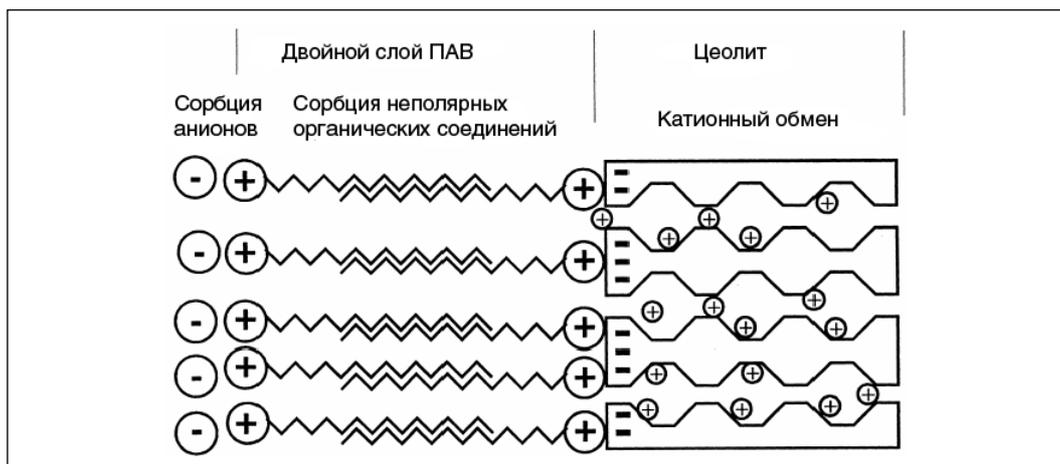 Двойной слой ПАВ
Цеолит
Сорбция
анионов
Сорбция неполярных
органических соединений
Катионный обмен
- + + - -
- + + - - -
- + + - - -
- + + 
- + + - -